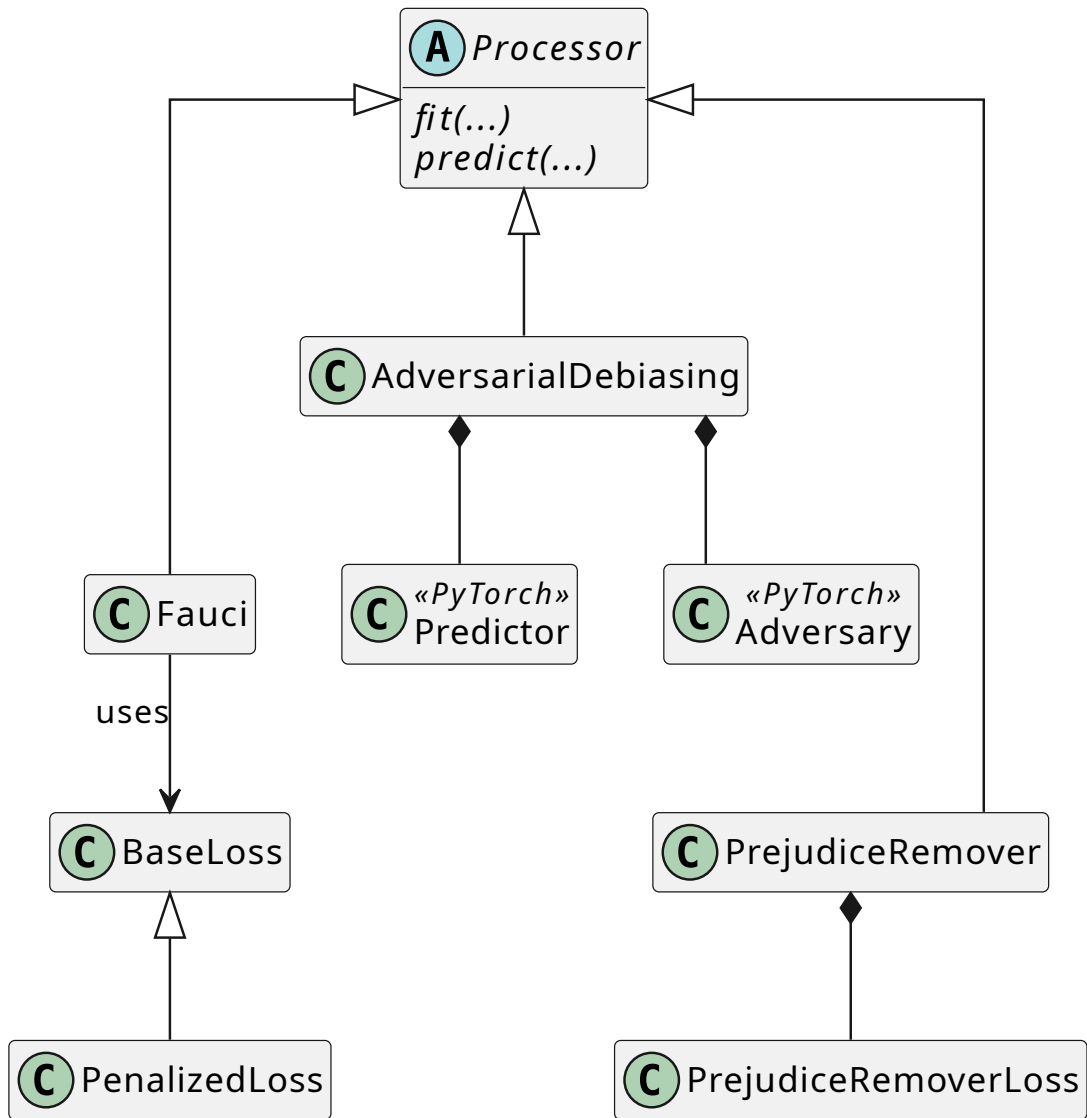 A Processor
fit(...)
predict(...)
C AdversarialDebiasing
C Fauci
C «PyTorch»
Predictor
C «PyTorch»
Adversary
uses
C BaseLoss
C PrejudiceRemover
C PenalizedLoss
C PrejudiceRemoverLoss